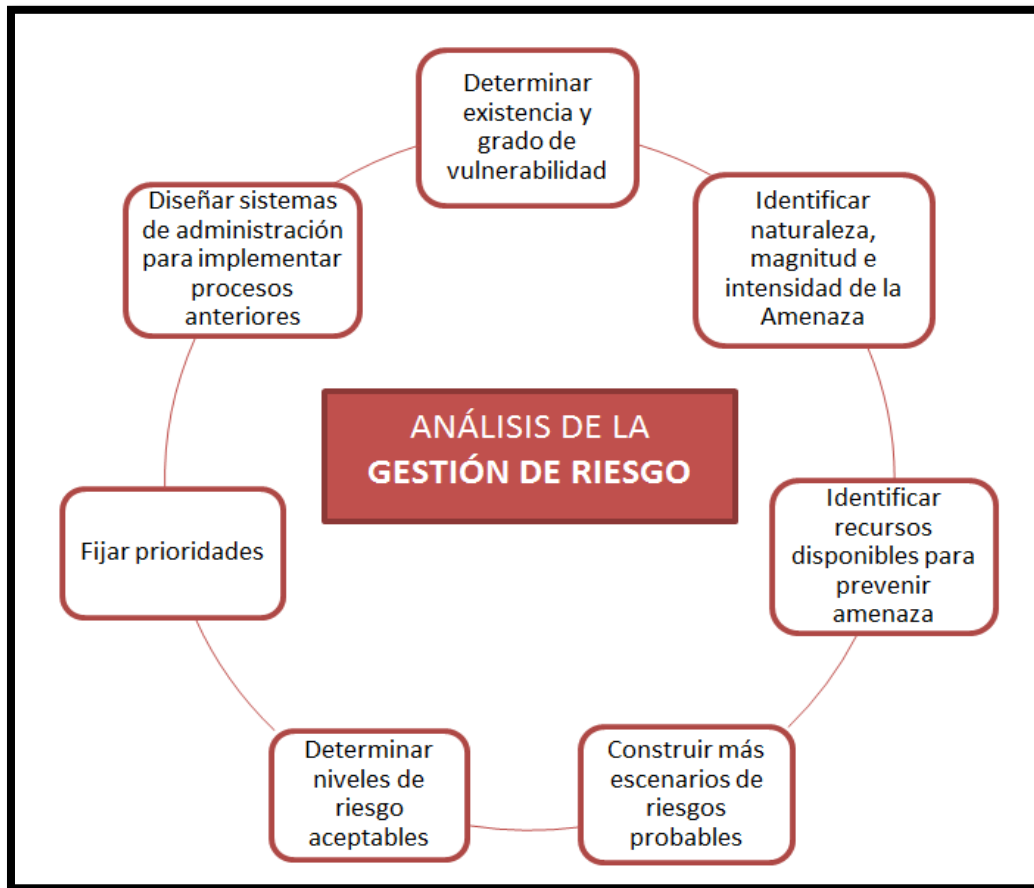 Determinar
existencia y
grado de
vulnerabilidad
Identificar
naturaleza,
magnitud e
intensidad de la
Amenaza
Identificar
recursos
disponibles para
prevenir
amenaza
Construir más
escenarios de
riesgos
probables
Determinar
niveles de
riesgo
aceptables
Fijar prioridades
Diseñar sistemas
de administración
para implementar
procesos
anteriores
ANÁLISIS DE LA
GESTIÓN DE RIESGO